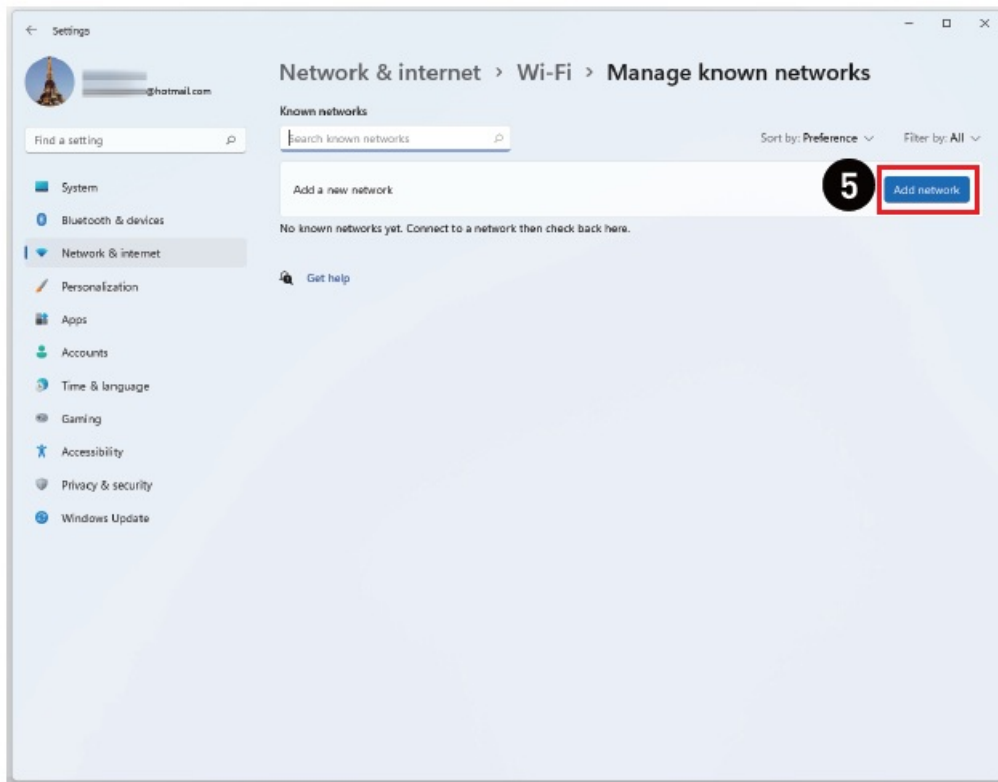 Settings
@hotmail.com
Find a setting
System
Bluetooth & devices
Network & internet
Personalization
Apps
Accounts
Time & language
Gaming
Accessibility
Privacy & security
Windows Update
Network & internet > Wi-Fi > Manage known networks
Known networks
Search known networks
Sort by: Preference
Filter by: All
Add a new network
5
Add network
No known networks yet. Connect to a network then check back here.
Get help